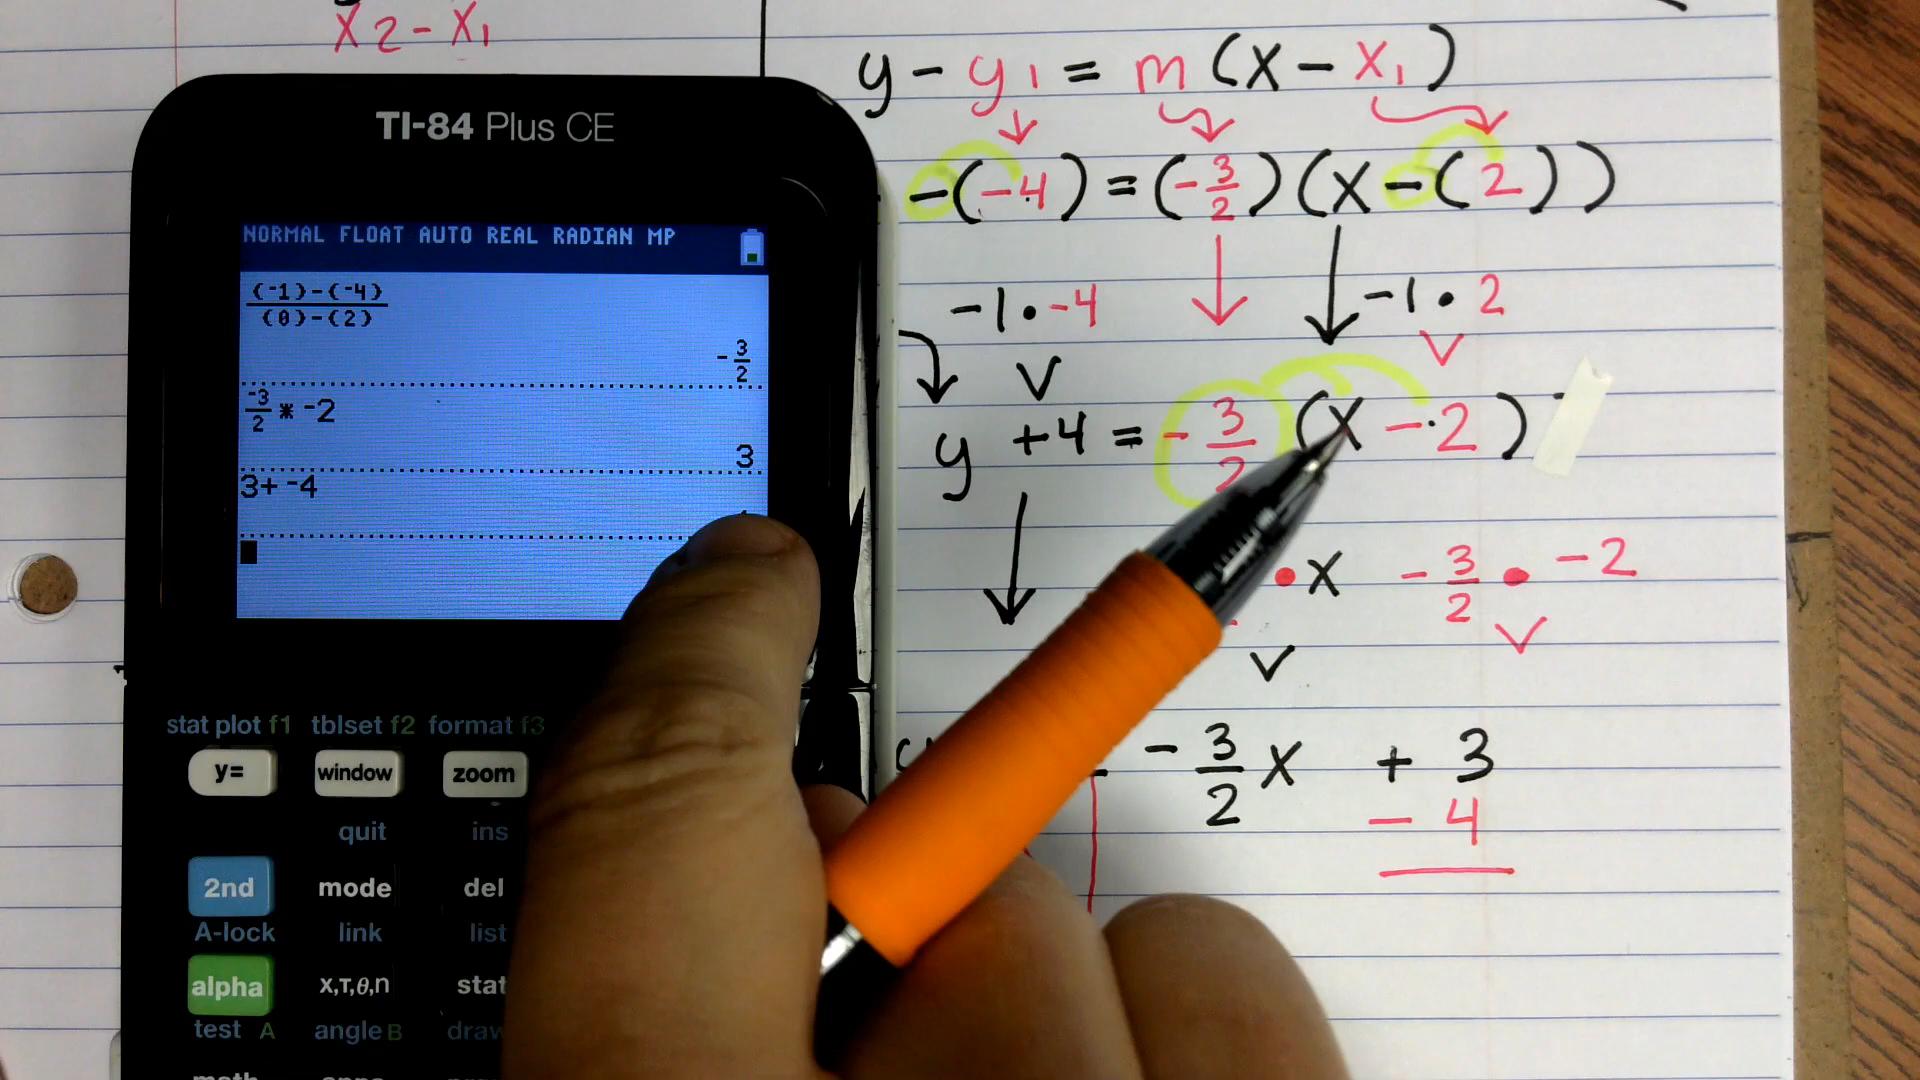 x2 - x1
TI-84 Plus CE
NORMAL FLOAT AUTO REAL RADIAN MP
(-1)-(-4)
(0)-(2)
-3/2
-3/2 * -2
3
3+ -4
stat plot f1 tblset f2 format f3
y= window zoom
quit ins
2nd mode del
A-lock link list
alpha x,T,θ,n stat
test A angle B draw
y - y1 = m (x - x1)
-(-4) = (-3/2)(x -(2))
-1 · -4
-1 · 2
y +4 = -3/2 (x - 2)
· x -3/2 · -2
-3/2 x + 3
- 4